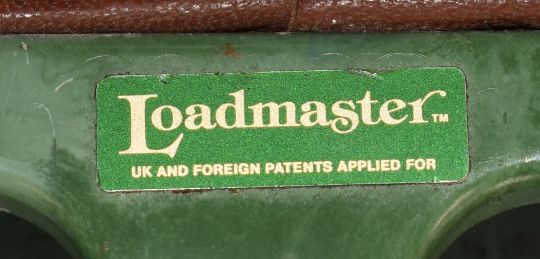 Loadmaster™
UK AND FOREIGN PATENTS APPLIED FOR